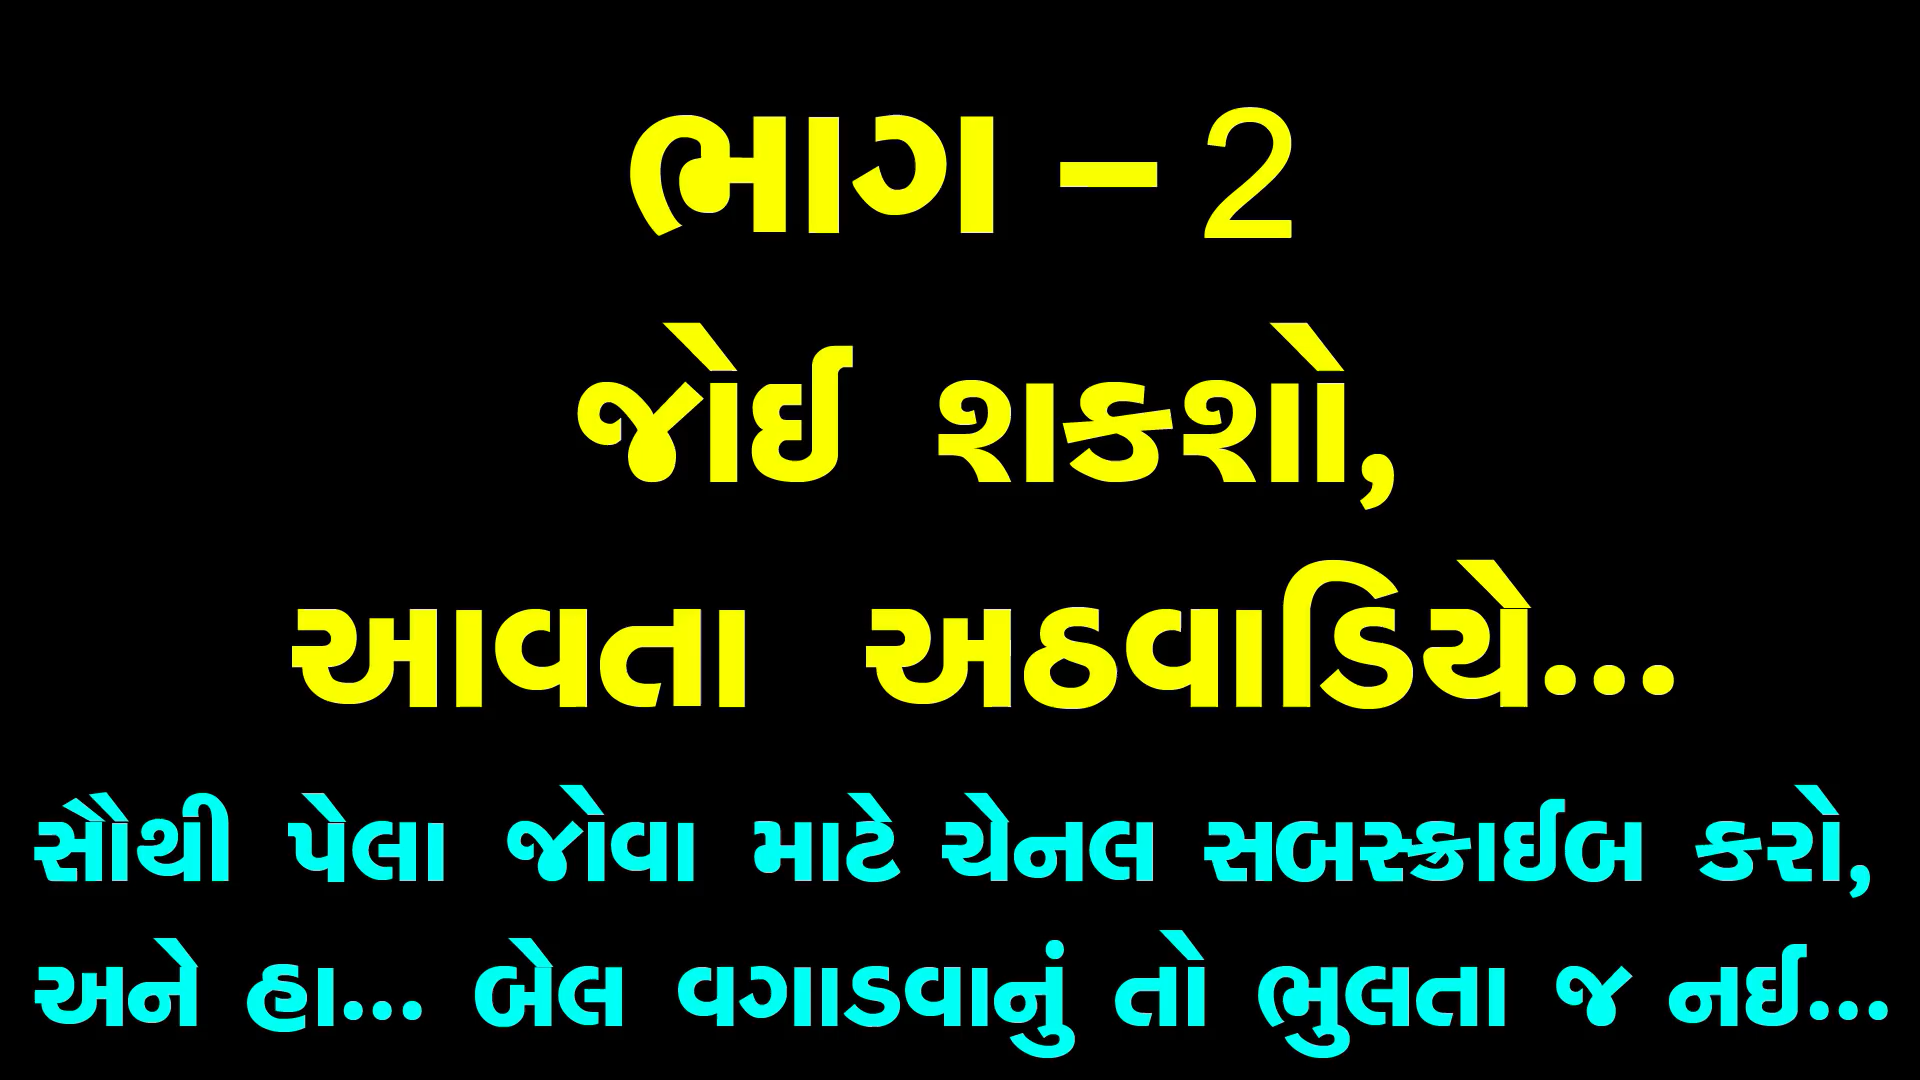 ભાગ – 2
જોઈ શકશો,
આવતા અઠવાડિયે...
સૌથી પેલા જોવા માટે ચેનલ સબસ્ક્રાઈબ કરો,
અને હા... બેલ વગાડવાનું તો ભુલતા જ નઈ...